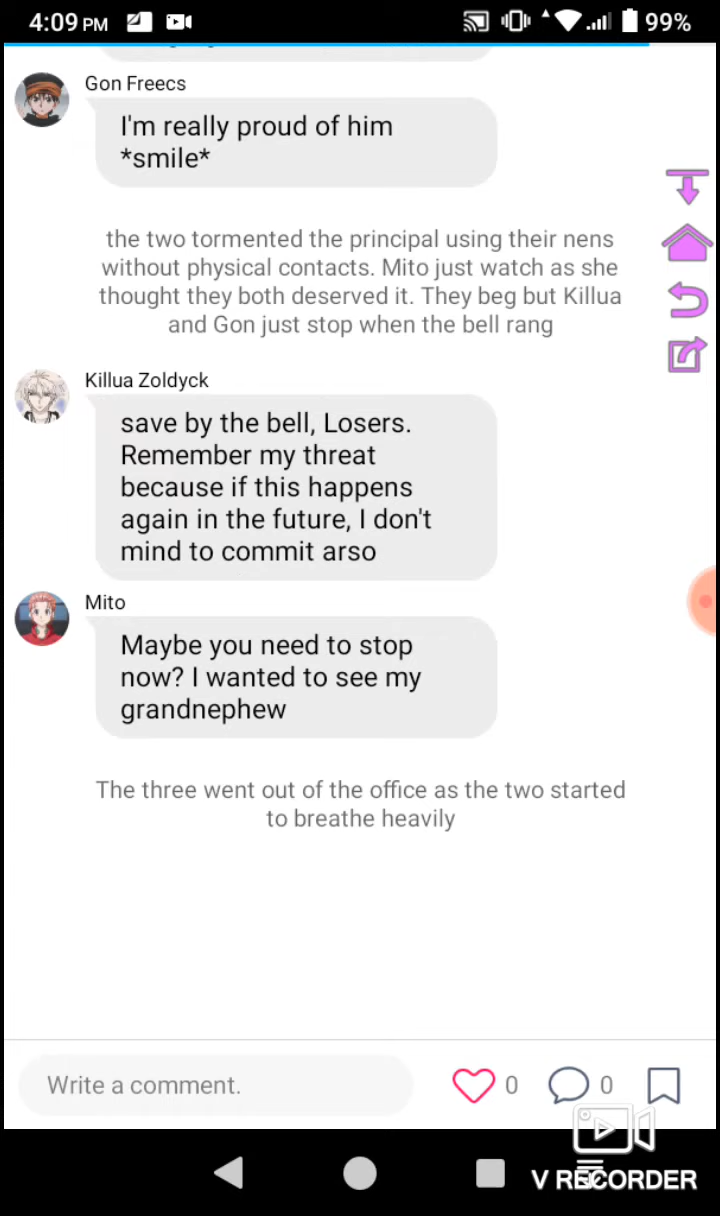 4:09 PM
99%
Gon Freecs
I'm really proud of him
*smile*
the two tormented the principal using their nens
without physical contacts. Mito just watch as she
thought they both deserved it. They beg but Killua
and Gon just stop when the bell rang
Killua Zoldyck
save by the bell, Losers.
Remember my threat
because if this happens
again in the future, I don't
mind to commit arso
Mito
Maybe you need to stop
now? I wanted to see my
grandnephew
The three went out of the office as the two started
to breathe heavily
Write a comment.
0
0
V RECORDER